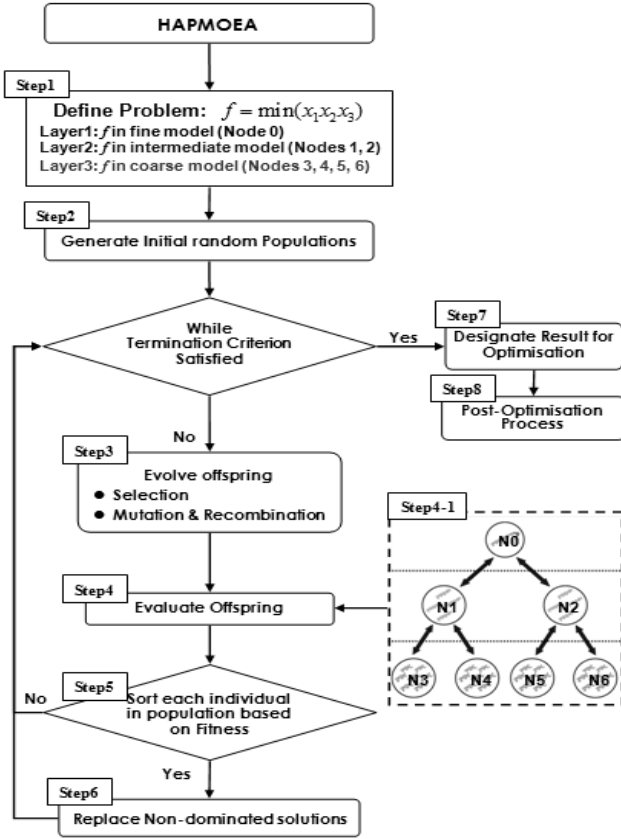 HAPMOEA
Step1
Define Problem: f = min(x₁x₂x₃)
Layer1: f in fine model (Node 0)
Layer2: f in intermediate model (Nodes 1, 2)
Layer3: f in coarse model (Nodes 3, 4, 5, 6)
Step2
Generate Initial random Populations
While
Termination Criterion
Satisfied
Yes
Step7
Designate Result for
Optimisation
Step8
Post-Optimisation
Process
No
Step3
Evolve offspring
● Selection
● Mutation & Recombination
Step4
Evaluate Offspring
Step4-1
N0
N1 N2
N3 N4 N5 N6
Step5
Sort each individual
in population based
on Fitness
No
Yes
Step6
Replace Non-dominated solutions